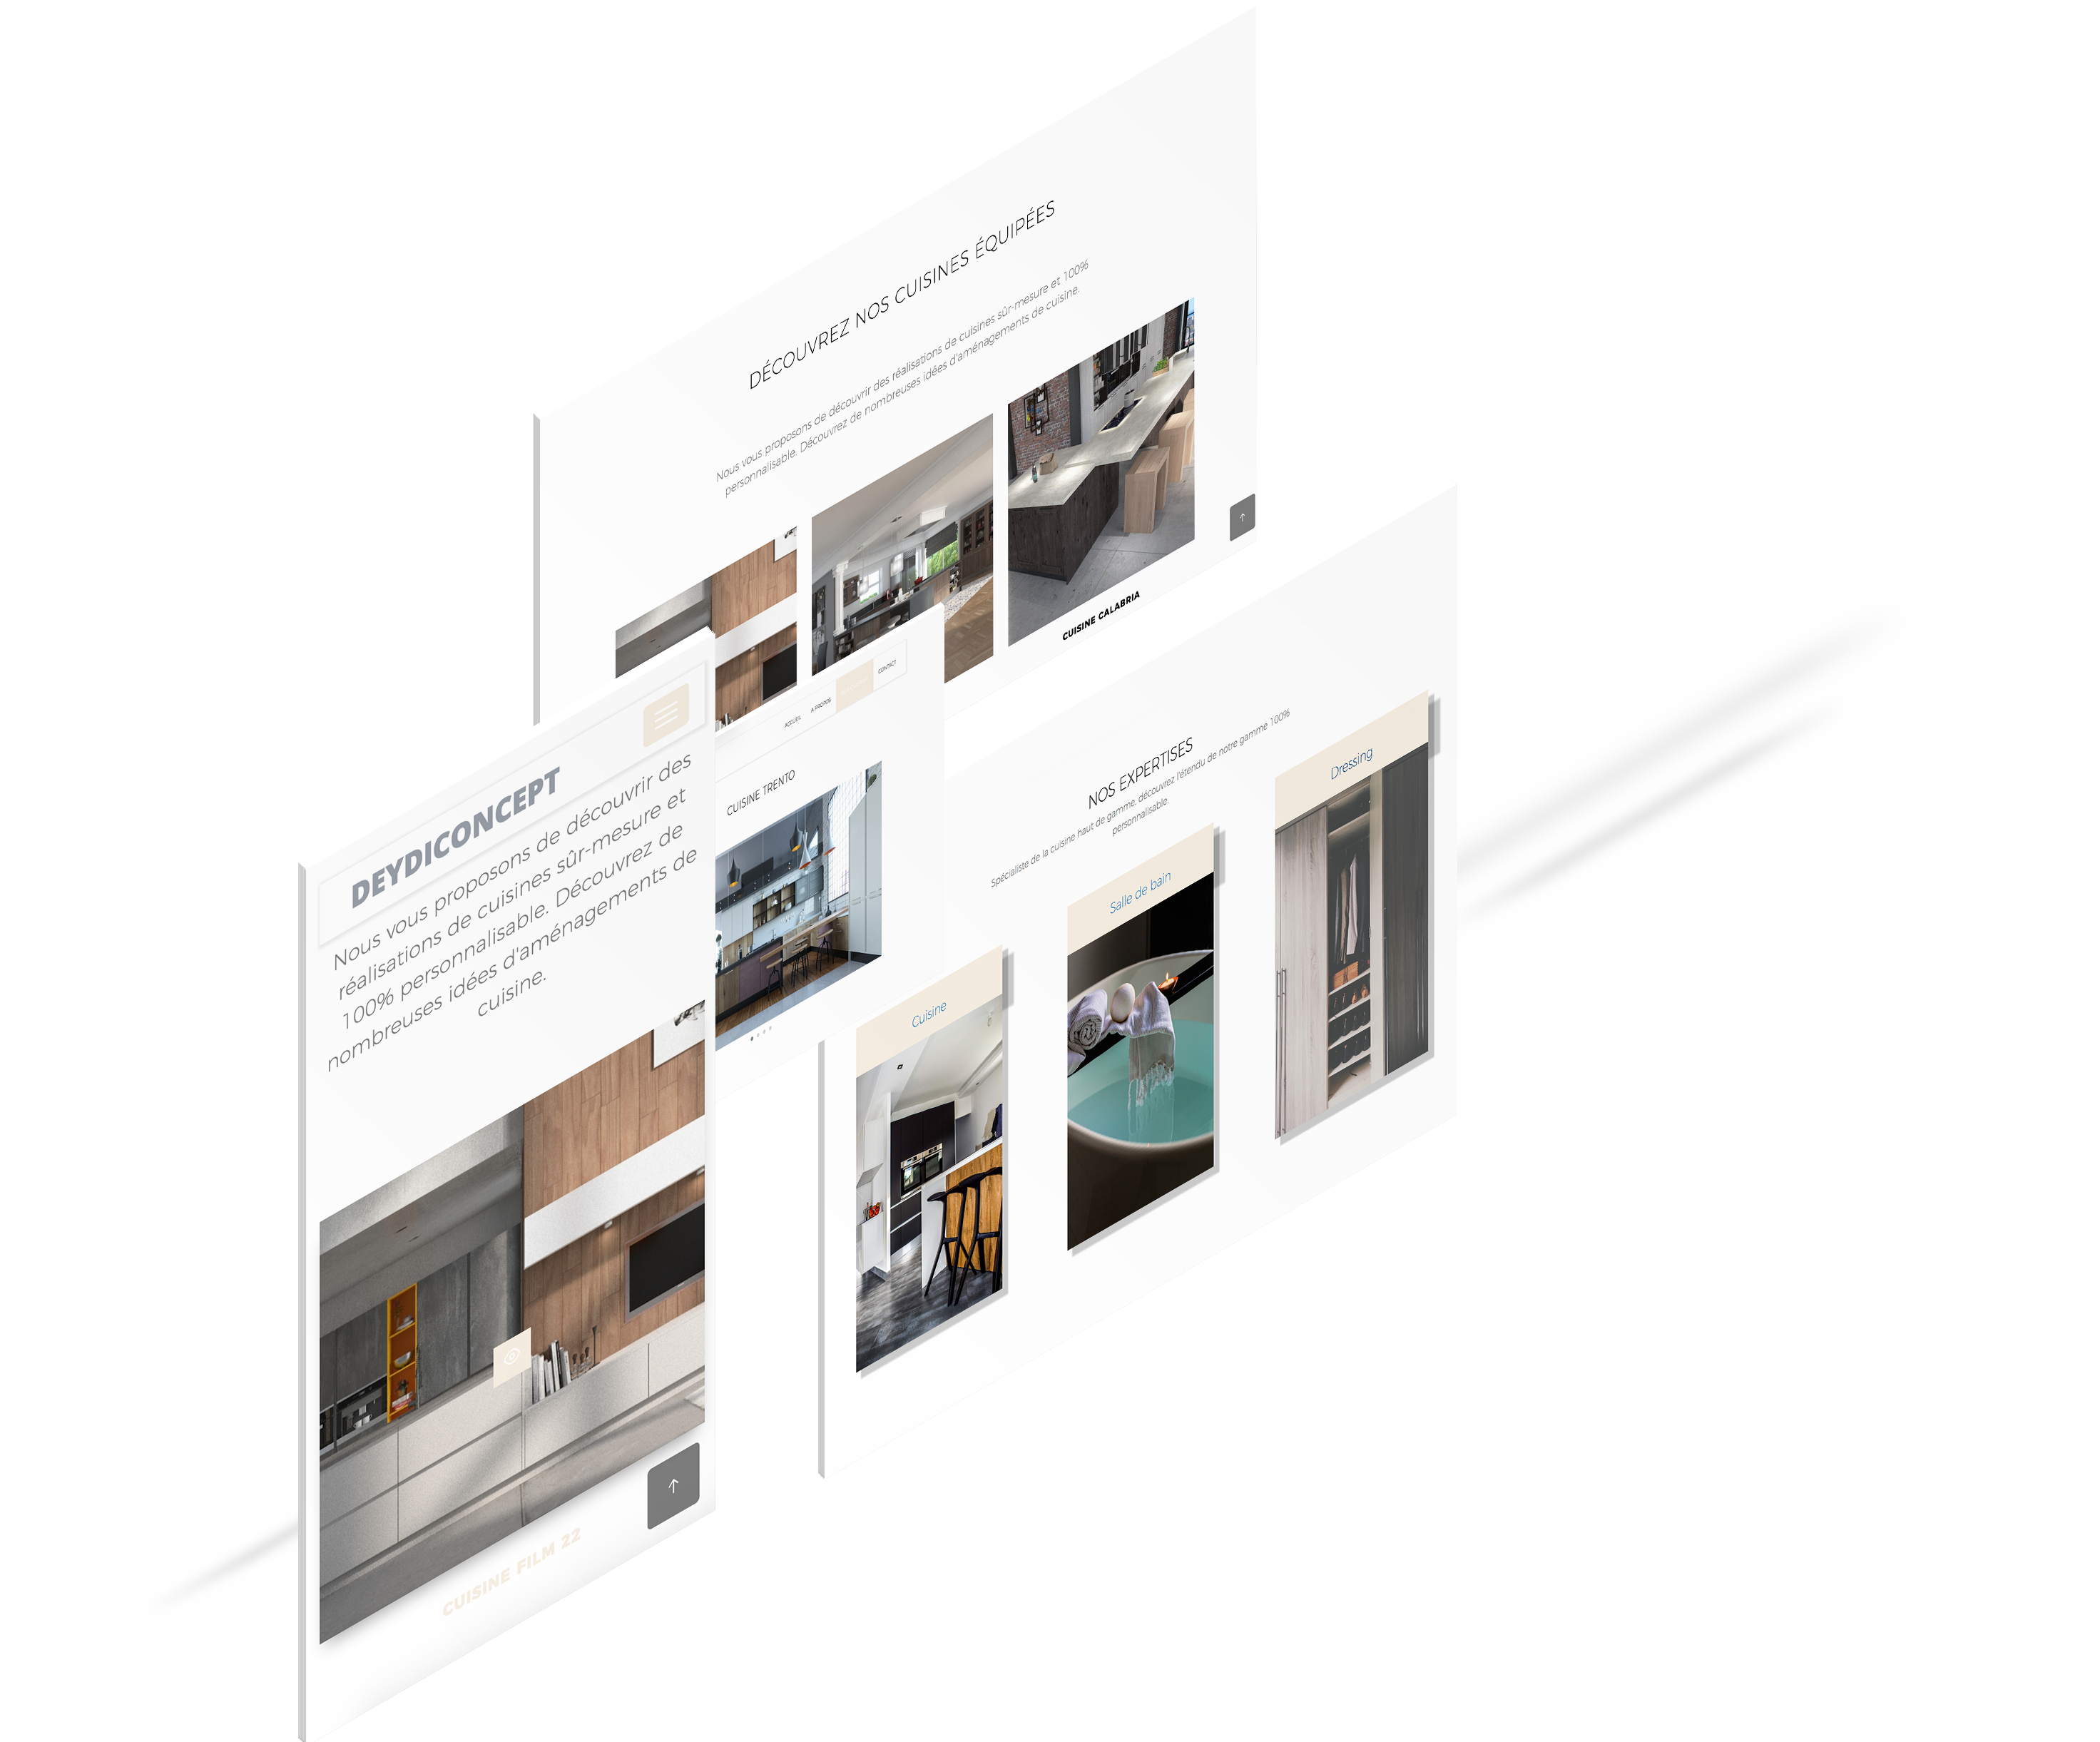 DÉCOUVREZ NOS CUISINES ÉQUIPÉES
Nous vous proposons de découvrir des réalisations de cuisines sûr-mesure et 100%
personnalisable. Découvrez de nombreuses idées d'aménagements de cuisine.
CUISINE CALABRIA
ACCUEIL
A PROPOS
CONTACT
CUISINE TRENTO
DEYDICONCEPT
Nous vous proposons de découvrir des
réalisations de cuisines sûr-mesure et
100% personnalisable. Découvrez de
nombreuses idées d'aménagements de
cuisine.
CUISINE FILM 22
NOS EXPERTISES
Spécialiste de la cuisine haut de gamme, découvrez l'étendu de notre gamme 100%
personnalisable.
Cuisine
Salle de bain
Dressing